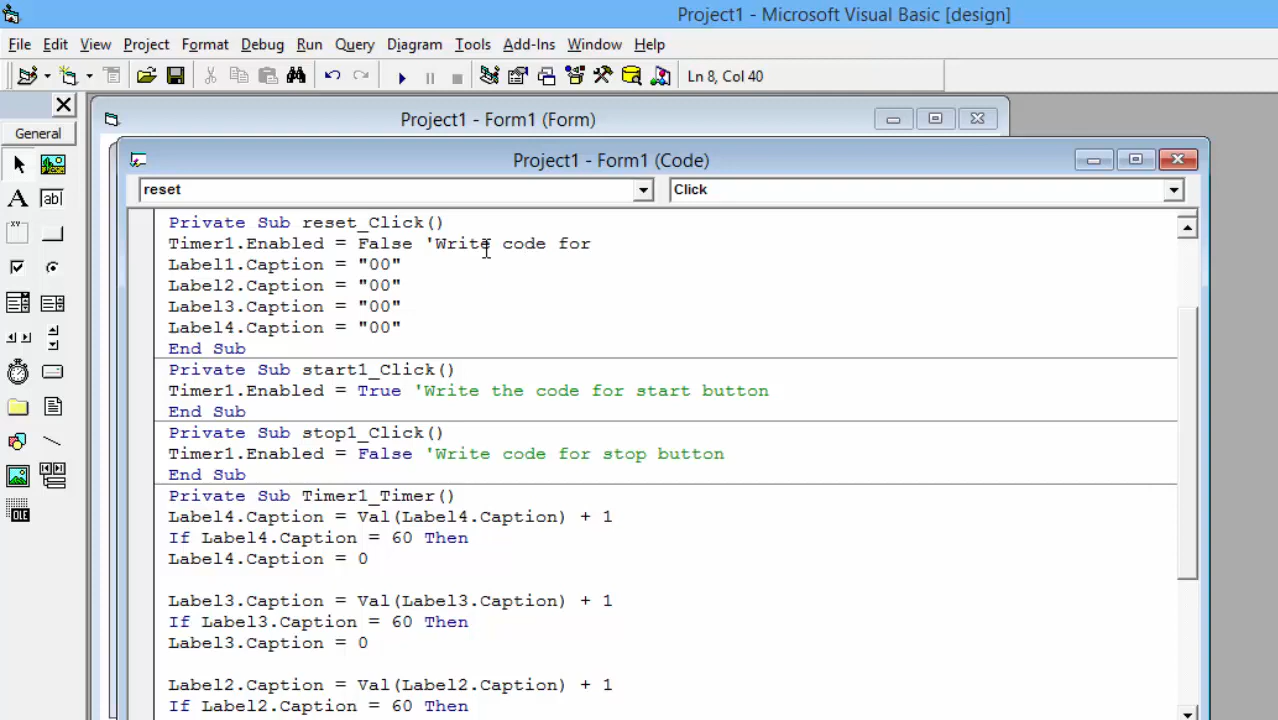 Project1 - Microsoft Visual Basic [design]
File Edit View Project Format Debug Run Query Diagram Tools Add-Ins Window Help
Ln 8, Col 40
General
Project1 - Form1 (Form)
Project1 - Form1 (Code)
reset Click
A ab|
XY
OLE
Private Sub reset_Click()
Timer1.Enabled = False 'Write code for
Label1.Caption = "00"
Label2.Caption = "00"
Label3.Caption = "00"
Label4.Caption = "00"
End Sub
Private Sub start1_Click()
Timer1.Enabled = True 'Write the code for start button
End Sub
Private Sub stop1_Click()
Timer1.Enabled = False 'Write code for stop button
End Sub
Private Sub Timer1_Timer()
Label4.Caption = Val(Label4.Caption) + 1
If Label4.Caption = 60 Then
Label4.Caption = 0
Label3.Caption = Val(Label3.Caption) + 1
If Label3.Caption = 60 Then
Label3.Caption = 0
Label2.Caption = Val(Label2.Caption) + 1
If Label2.Caption = 60 Then